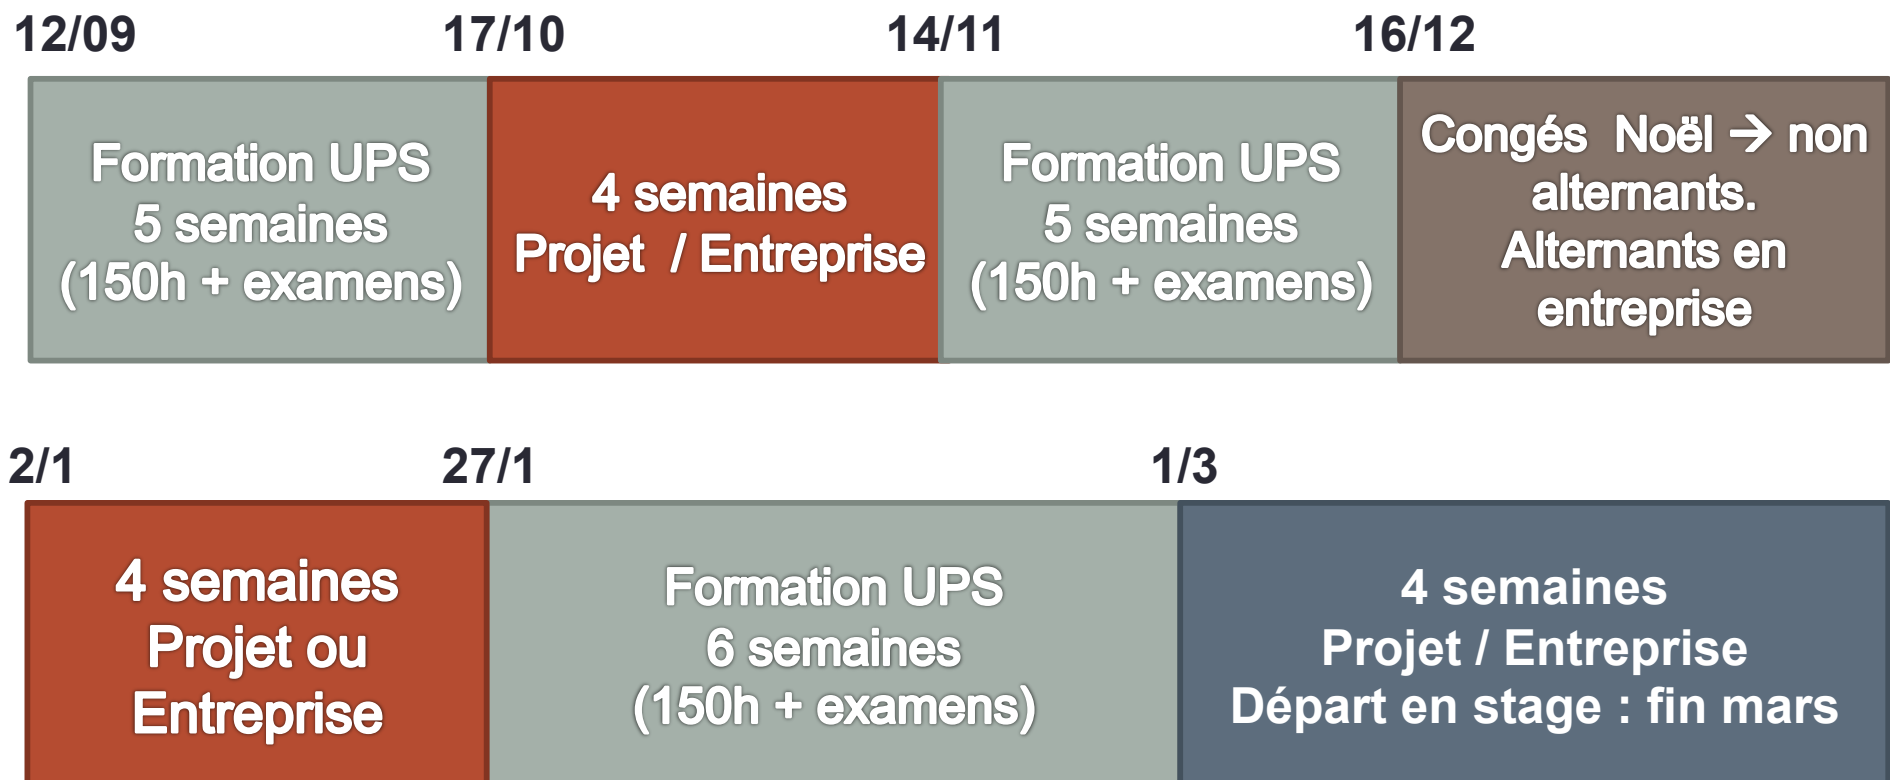 12/09 17/10 14/11 16/12
Formation UPS
5 semaines
(150h + examens)
4 semaines
Projet / Entreprise
Formation UPS
5 semaines
(150h + examens)
Congés Noël → non
alternants.
Alternants en
entreprise
2/1 27/1 1/3
4 semaines
Projet ou
Entreprise
Formation UPS
6 semaines
(150h + examens)
4 semaines
Projet / Entreprise
Départ en stage : fin mars